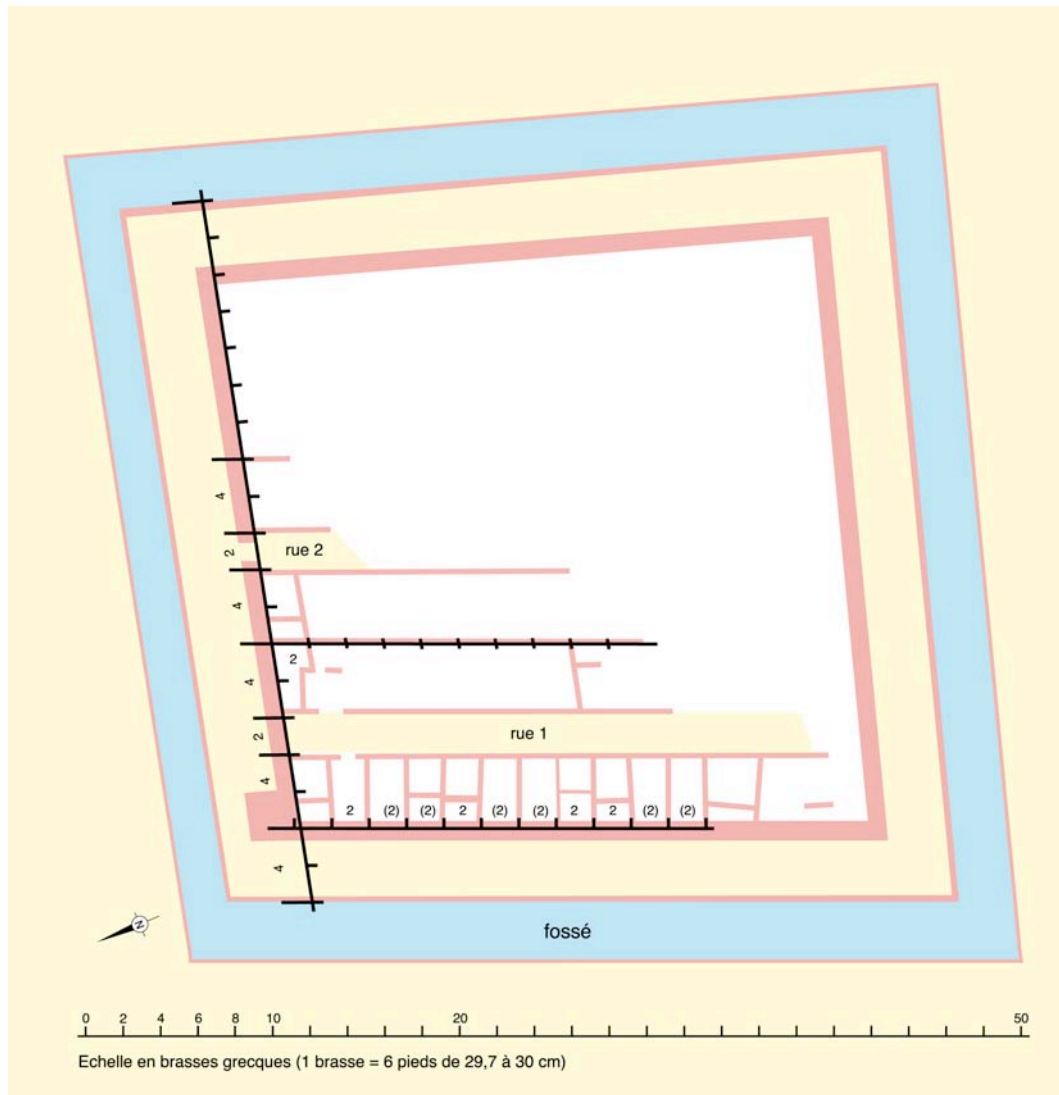 4
2
rue 2
4
2
4
2
rue 1
4
2 (2) (2) 2 (2) (2) 2 2 (2) (2)
4
fossé
N
0 2 4 6 8 10 20 50
Echelle en brasses grecques (1 brasse = 6 pieds de 29,7 à 30 cm)